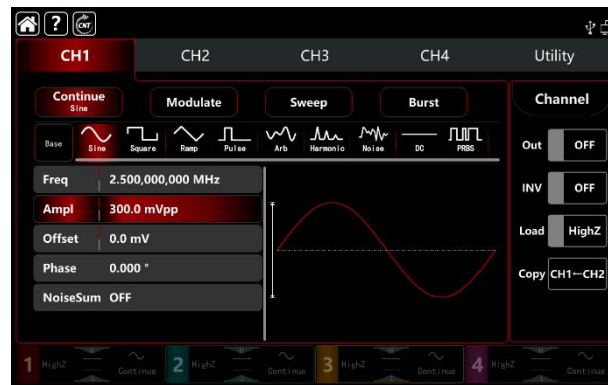 ? CNT
CH1 CH2 CH3 CH4 Utility
Continue Modulate Sweep Burst Channel
Sine
Base Sine Square Ramp Pulse Arb Harmonic Noise DC PRBS
Out OFF
Freq 2.500,000,000 MHz
INV OFF
Ampl 300.0 mVpp
Offset 0.0 mV
Load HighZ
Phase 0.000 °
Copy CH1←CH2
NoiseSum OFF
1 HighZ Continue 2 HighZ Continue 3 HighZ Continue 4 HighZ Continue